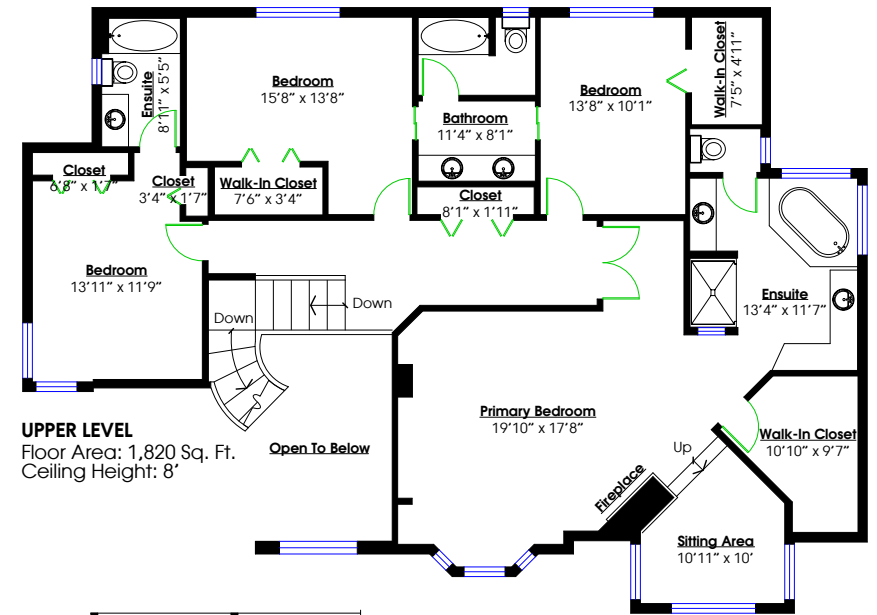 Ensuite
8'11" x 5'5"
Bedroom
15'8" x 13'8"
Bathroom
11'4" x 8'1"
Bedroom
13'8" x 10'1"
Walk-In Closet
7'5" x 4'11"
Closet
6'8" x 1'7"
Closet
3'4" x 1'7"
Walk-In Closet
7'6" x 3'4"
Closet
8'1" x 1'11"
Bedroom
13'11" x 11'9"
Down
Down
Ensuite
13'4" x 11'7"
Primary Bedroom
19'10" x 17'8"
Walk-In Closet
10'10" x 9'7"
Up
Open To Below
Fireplace
Sitting Area
10'11" x 10'
UPPER LEVEL
Floor Area: 1,820 Sq. Ft.
Ceiling Height: 8'